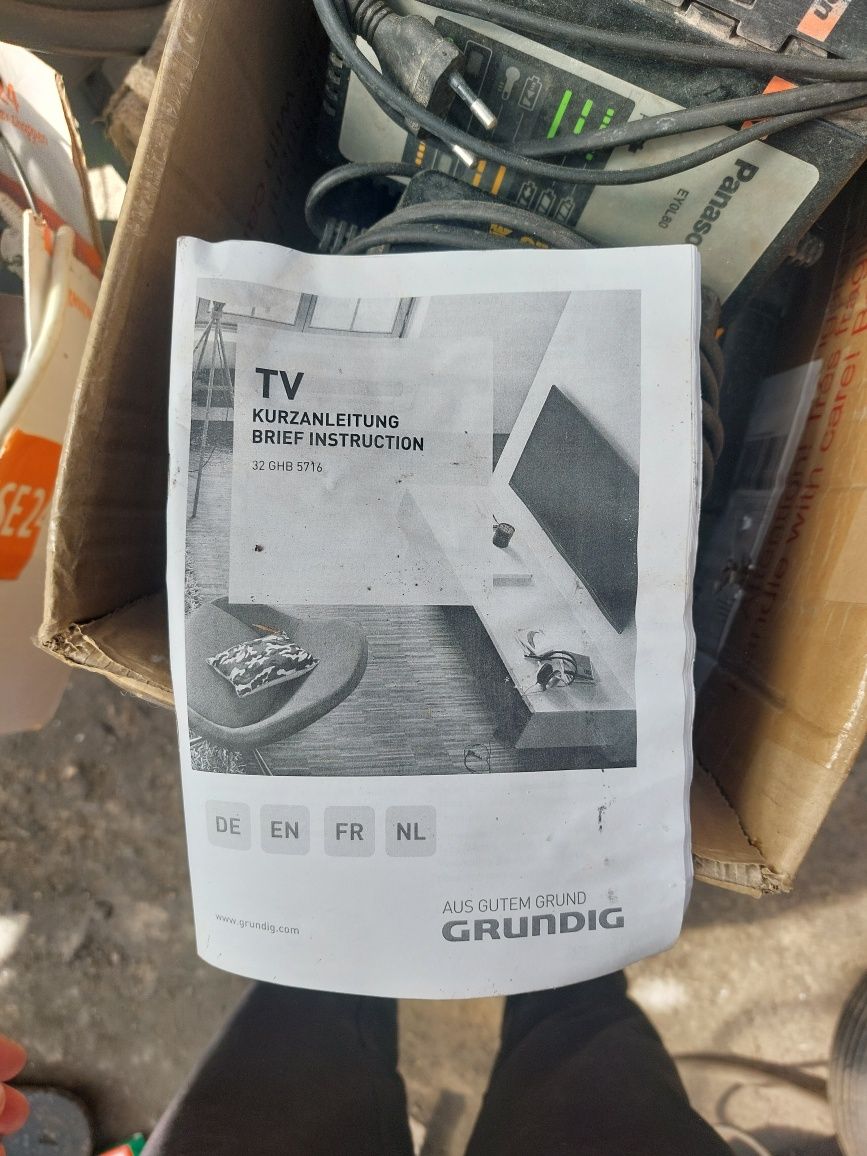 Panaso
EY0L80
TV
KURZANLEITUNG
BRIEF INSTRUCTION
32 GHB 5716
DE EN FR NL
www.grundig.com
AUS GUTEM GRUND
GRUNDIG
SE24